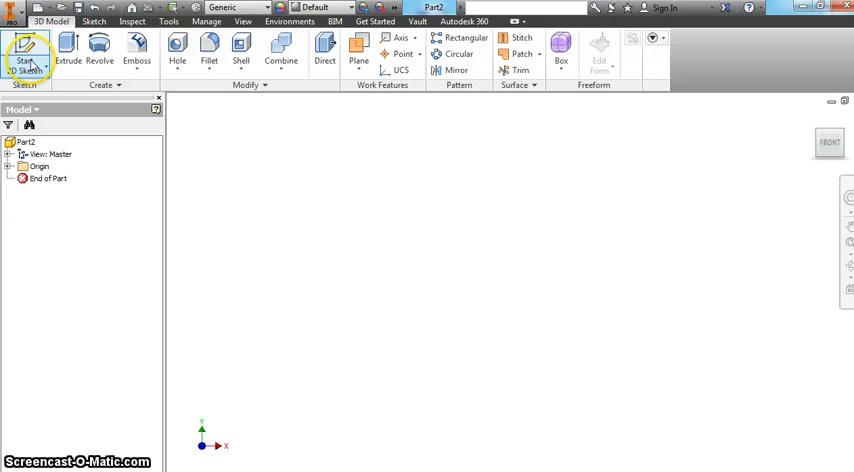 PRO
Generic
Default
Part2
Sign In
3D Model
Sketch
Inspect
Tools
Manage
View
Environments
BIM
Get Started
Vault
Autodesk 360
Start
2D Sketch
Extrude
Revolve
Emboss
Hole
Fillet
Shell
Combine
Direct
Plane
Axis
Point
UCS
Rectangular
Circular
Mirror
Stitch
Patch
Trim
Box
Edit
Form
Sketch
Create
Modify
Work Features
Pattern
Surface
Freeform
Model
Part2
View: Master
Origin
End of Part
FRONT
Y
X
Screencast-O-Matic.com